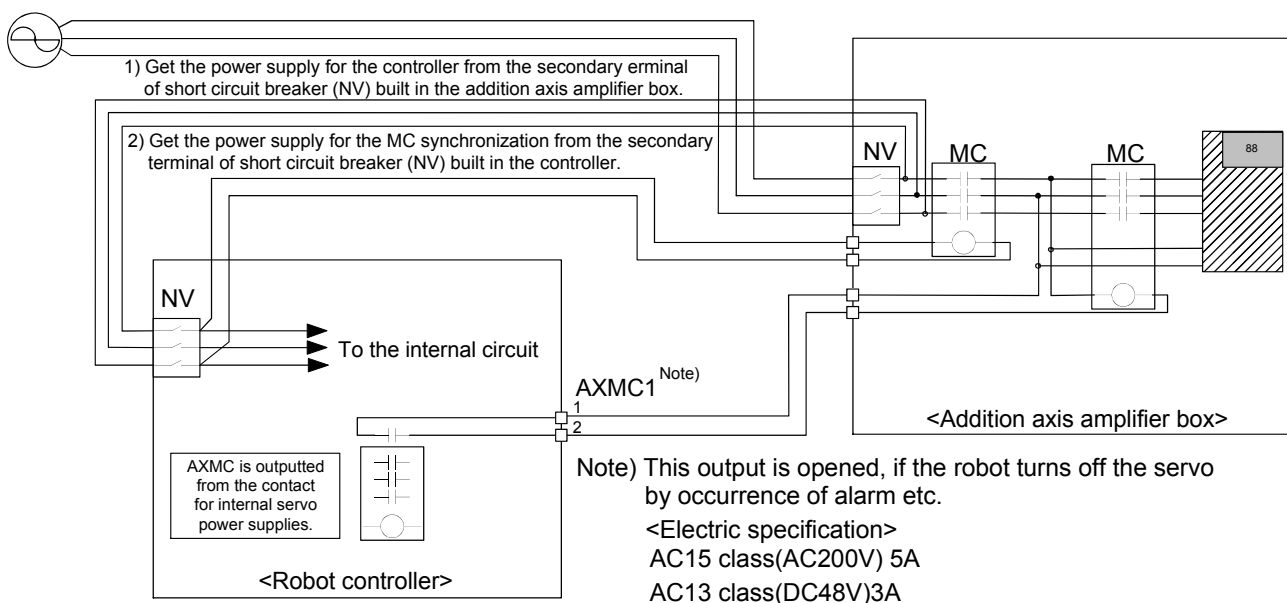 1) Get the power supply for the controller from the secondary erminal
of short circuit breaker (NV) built in the addition axis amplifier box.
2) Get the power supply for the MC synchronization from the secondary
terminal of short circuit breaker (NV) built in the controller.
NV
MC
MC
88
NV
To the internal circuit
AXMC1 Note)
1
2
<Addition axis amplifier box>
AXMC is outputted
from the contact
for internal servo
power supplies.
<Robot controller>
Note) This output is opened, if the robot turns off the servo
by occurrence of alarm etc.
<Electric specification>
AC15 class(AC200V) 5A
AC13 class(DC48V)3A